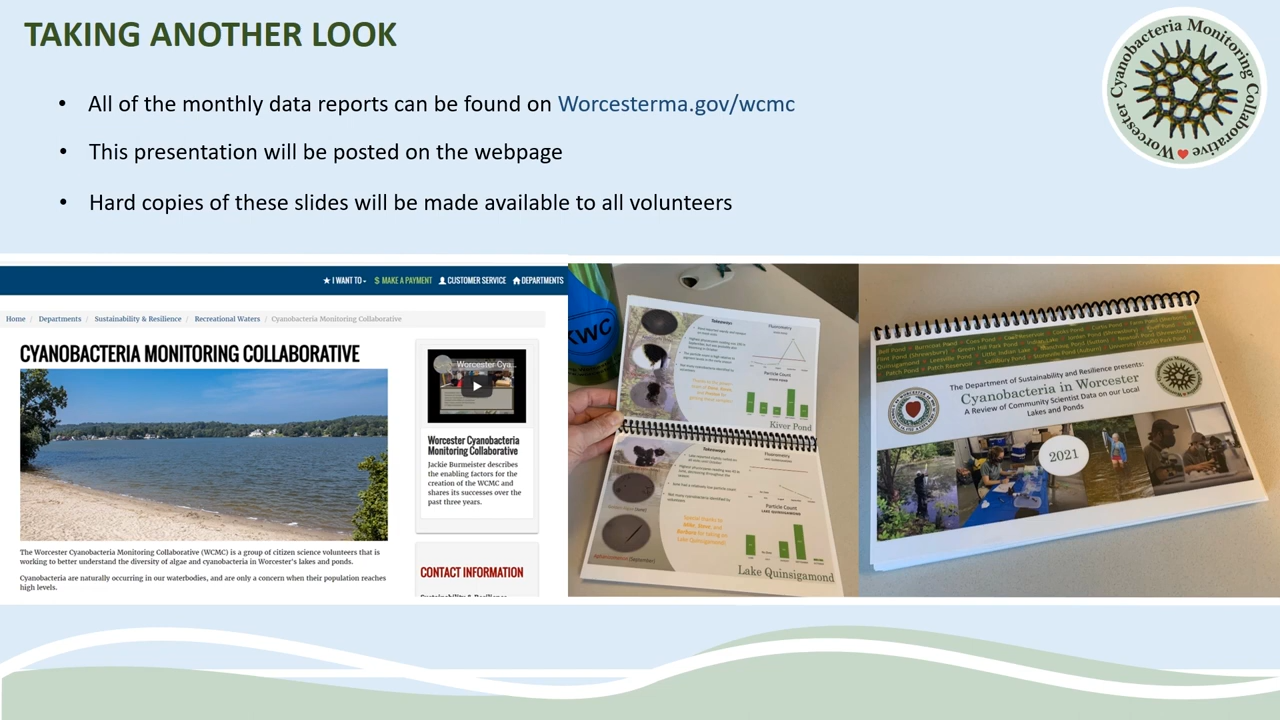 TAKING ANOTHER LOOK
Worcester Cyanobacteria Monitoring Collaborative
• All of the monthly data reports can be found on Worcesterma.gov/wcmc
• This presentation will be posted on the webpage
• Hard copies of these slides will be made available to all volunteers
I WANT TO
$ MAKE A PAYMENT
CUSTOMER SERVICE
DEPARTMENTS
Home / Departments / Sustainability & Resilience / Recreational Waters / Cyanobacteria Monitoring Collaborative
CYANOBACTERIA MONITORING COLLABORATIVE
Worcester Cya...
Worcester Cyanobacteria
Monitoring Collaborative
Jackie Burmeister describes
the enabling factors for the
creation of the WCMC and
shares its successes over the
past three years.
CONTACT INFORMATION
The Worcester Cyanobacteria Monitoring Collaborative (WCMC) is a group of citizen science volunteers that is
working to better understand the diversity of algae and cyanobacteria in Worcester's lakes and ponds.
Cyanobacteria are naturally occurring in our waterbodies, and are only a concern when their population reaches
high levels.
Takeaways
Fluorometry
Particle Count
Takeaways
Fluorometry
Particle Count
LAKE QUINSIGAMOND
Lake Quinsigamond
The Department of Sustainability and Resilience presents:
Cyanobacteria in Worcester
A Review of Community Scientist Data on our Local
Lakes and Ponds
2021